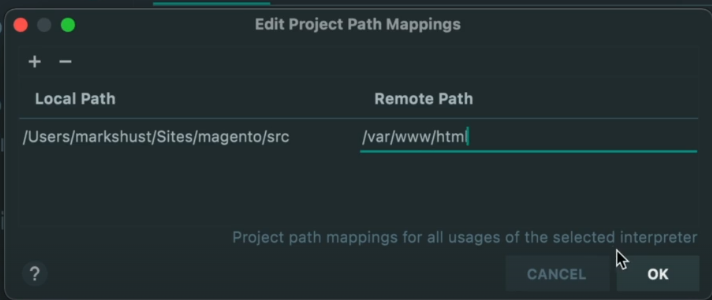 Edit Project Path Mappings
+ −
Local Path Remote Path
/Users/markshust/Sites/magento/src /var/www/html
Project path mappings for all usages of the selected interpreter
? CANCEL OK